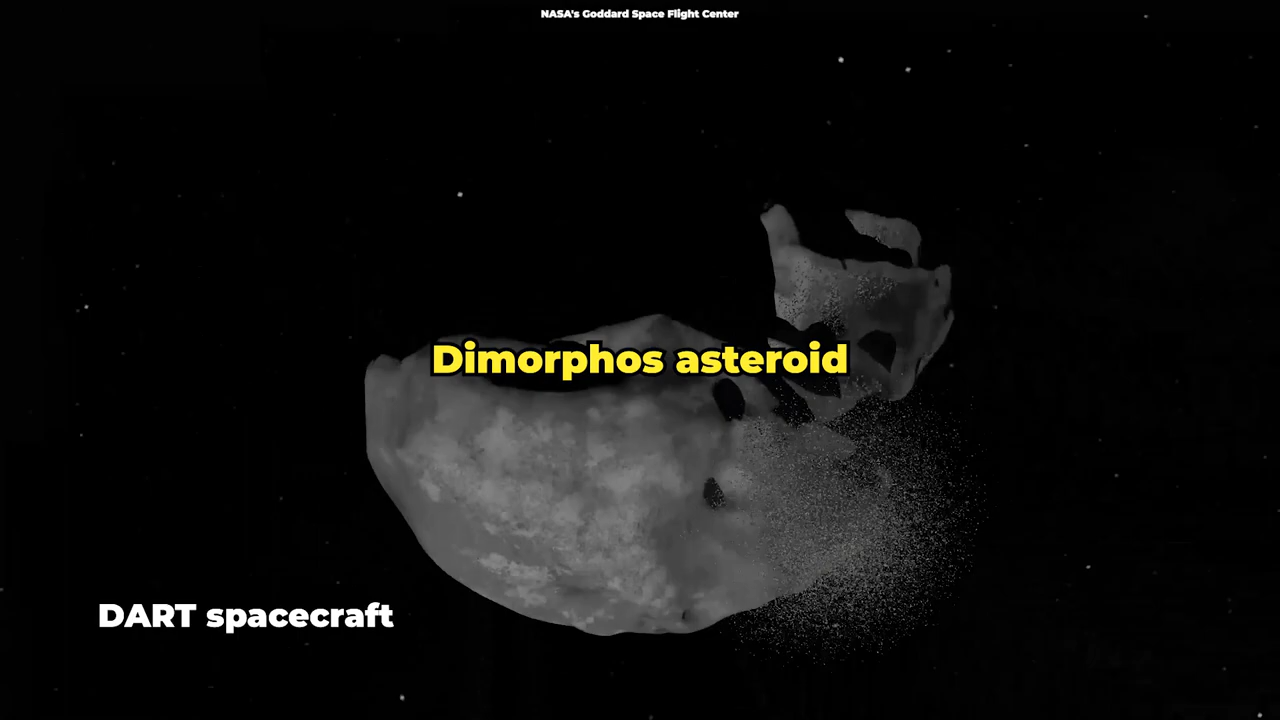 NASA's Goddard Space Flight Center
Dimorphos asteroid
DART spacecraft